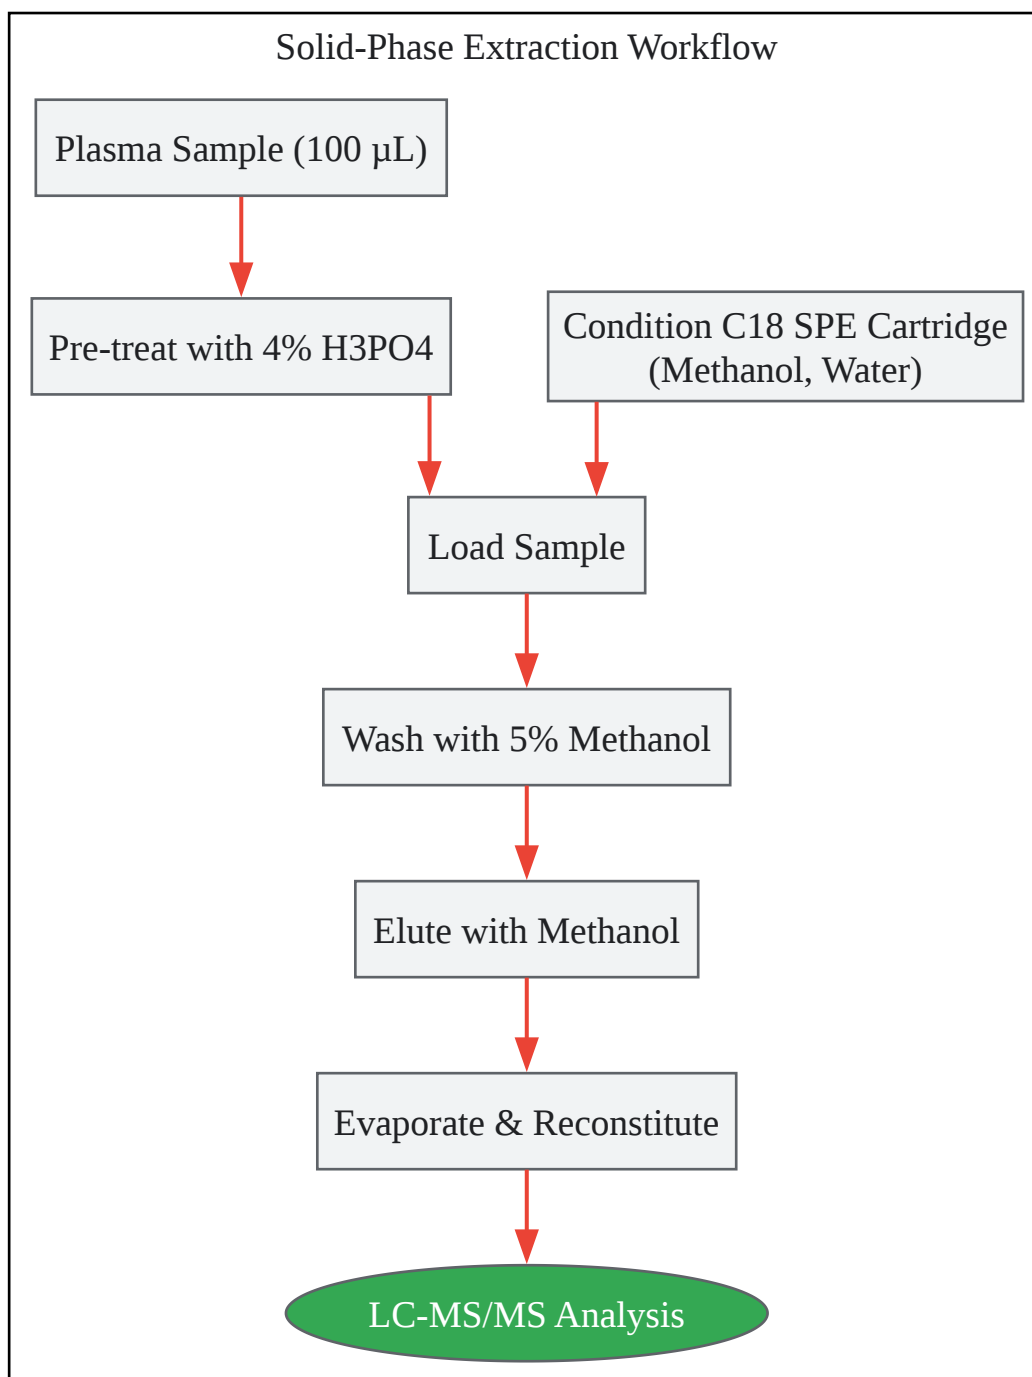 Solid-Phase Extraction Workflow
Plasma Sample (100 µL)
Pre-treat with 4% H3PO4
Condition C18 SPE Cartridge
(Methanol, Water)
Load Sample
Wash with 5% Methanol
Elute with Methanol
Evaporate & Reconstitute
LC-MS/MS Analysis